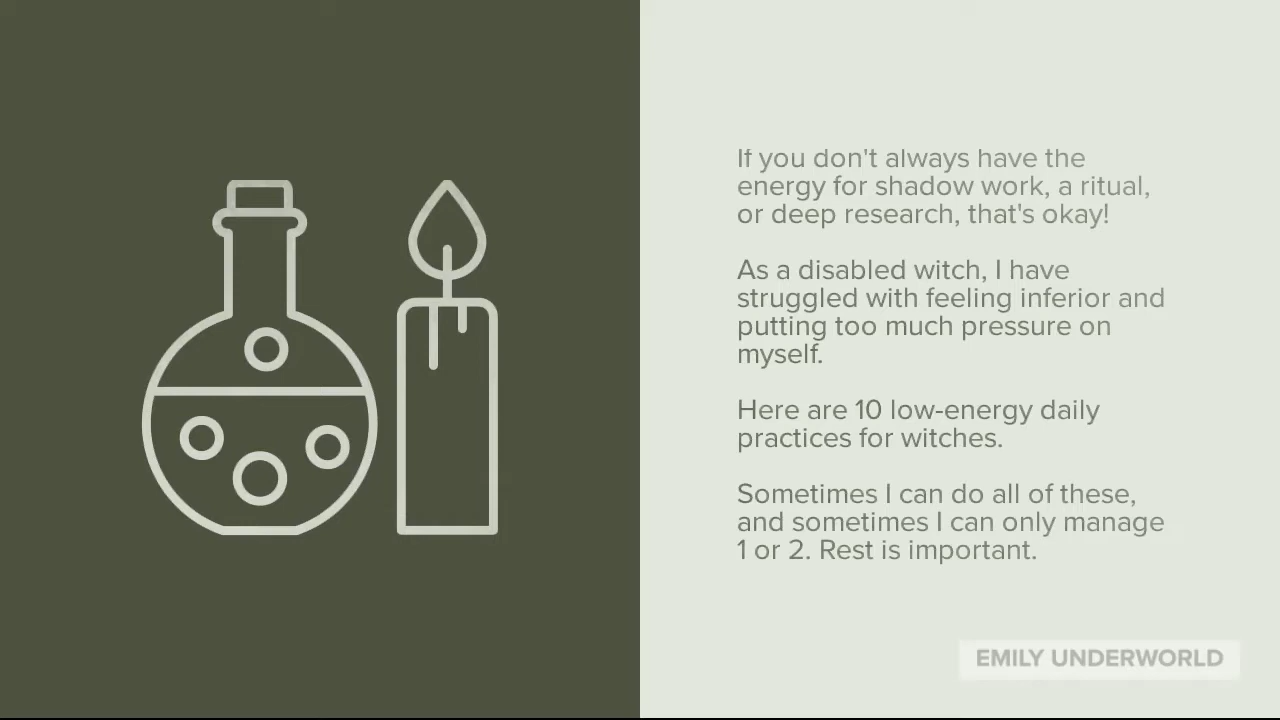 If you don't always have the
energy for shadow work, a ritual,
or deep research, that's okay!
As a disabled witch, I have
struggled with feeling inferior and
putting too much pressure on
myself.
Here are 10 low-energy daily
practices for witches.
Sometimes I can do all of these,
and sometimes I can only manage
1 or 2. Rest is important.
EMILY UNDERWORLD